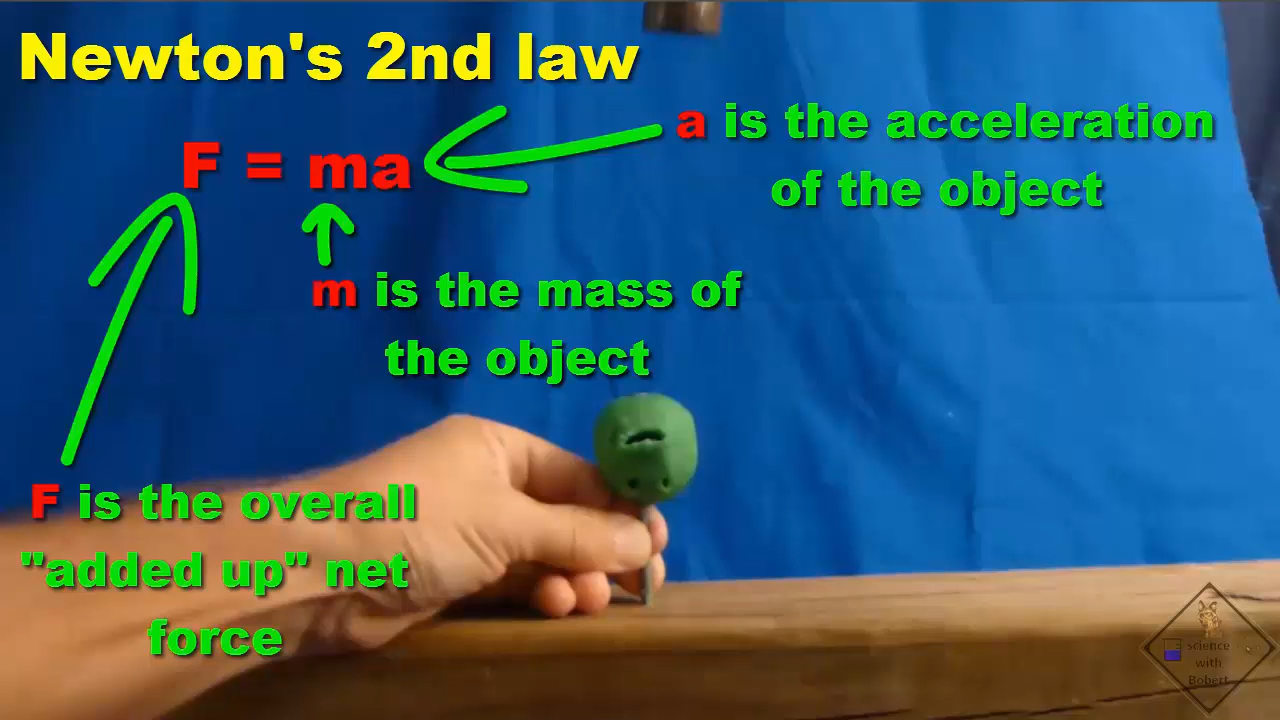 Newton's 2nd law
F = ma
a is the acceleration
of the object
m is the mass of
the object
F is the overall
"added up" net
force
science
with
Bobert